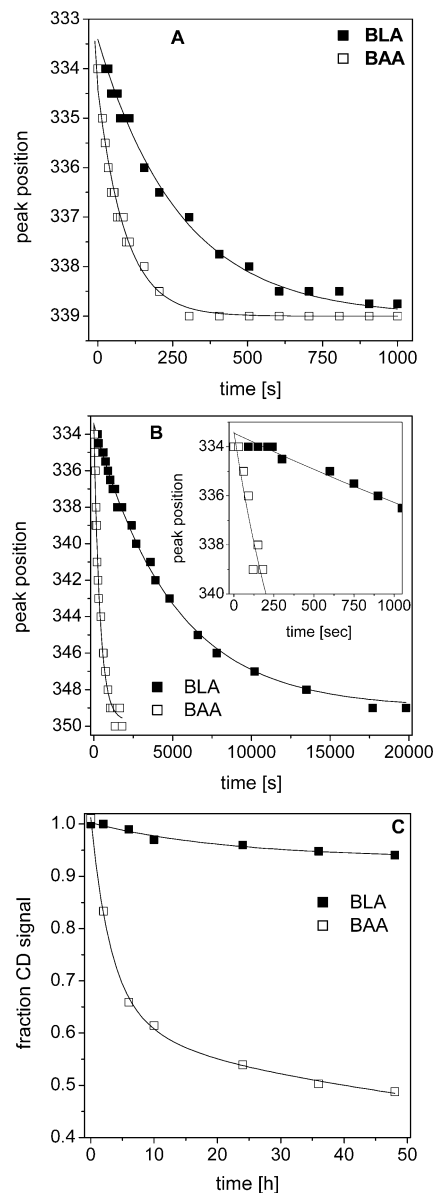 A
BLA
BAA
333
334
335
336
337
338
339
peak position
0
250
500
750
1000
time [s]
B
334
336
338
340
342
344
346
348
350
peak position
0
5000
10000
15000
20000
time [s]
BLA
BAA
334
336
338
340
peak position
0
250
500
750
1000
time [sec]
C
1.0
0.9
0.8
0.7
0.6
0.5
0.4
fraction CD signal
BLA
BAA
0
10
20
30
40
50
time [h]